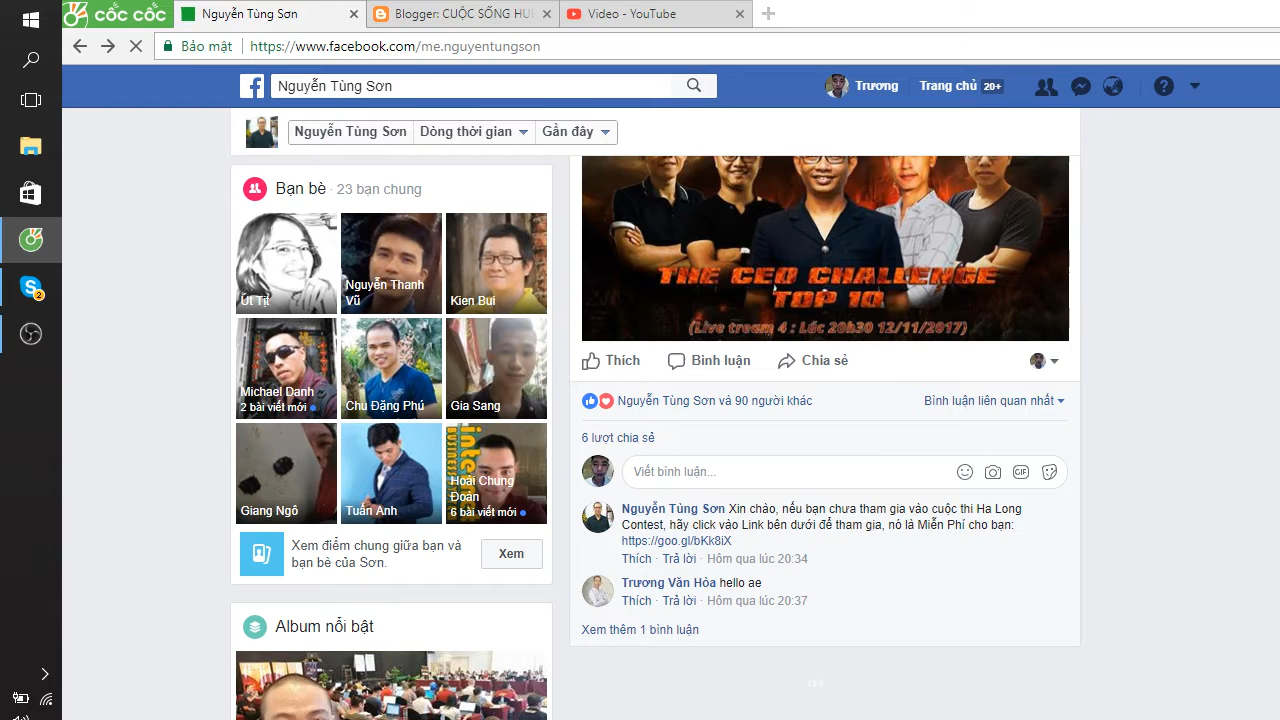 cốc cốc
Nguyễn Tùng Sơn
Blogger: CUỘC SỐNG HUI
Video - YouTube
Bảo mật
https://www.facebook.com/me.nguyentungson
Nguyễn Tùng Sơn
Trương
Trang chủ 20+
Nguyễn Tùng Sơn
Dòng thời gian
Gần đây
Bạn bè · 23 bạn chung
Út Tịt
Nguyễn Thanh
Vũ
Kien Bui
Michael Danh
2 bài viết mới
Chu Đặng Phú
Gia Sang
Giang Ngô
Tuấn Anh
Hoài Chung
Đoàn
6 bài viết mới
Xem điểm chung giữa bạn và
bạn bè của Sơn.
Xem
Album nổi bật
THE CEO CHALLENGE
TOP 10
(Live tream 4 : Lúc 20h30 12/11/2017)
Thích
Bình luận
Chia sẻ
Nguyễn Tùng Sơn và 90 người khác
Bình luận liên quan nhất
6 lượt chia sẻ
Viết bình luận...
GIF
Nguyễn Tùng Sơn Xin chào, nếu bạn chưa tham gia vào cuộc thi Ha Long
Contest, hãy click vào Link bên dưới để tham gia, nó là Miễn Phí cho bạn:
https://goo.gl/bKk8iX
Thích · Trả lời · Hôm qua lúc 20:34
Trương Văn Hòa hello ae
Thích · Trả lời · Hôm qua lúc 20:37
Xem thêm 1 bình luận
2